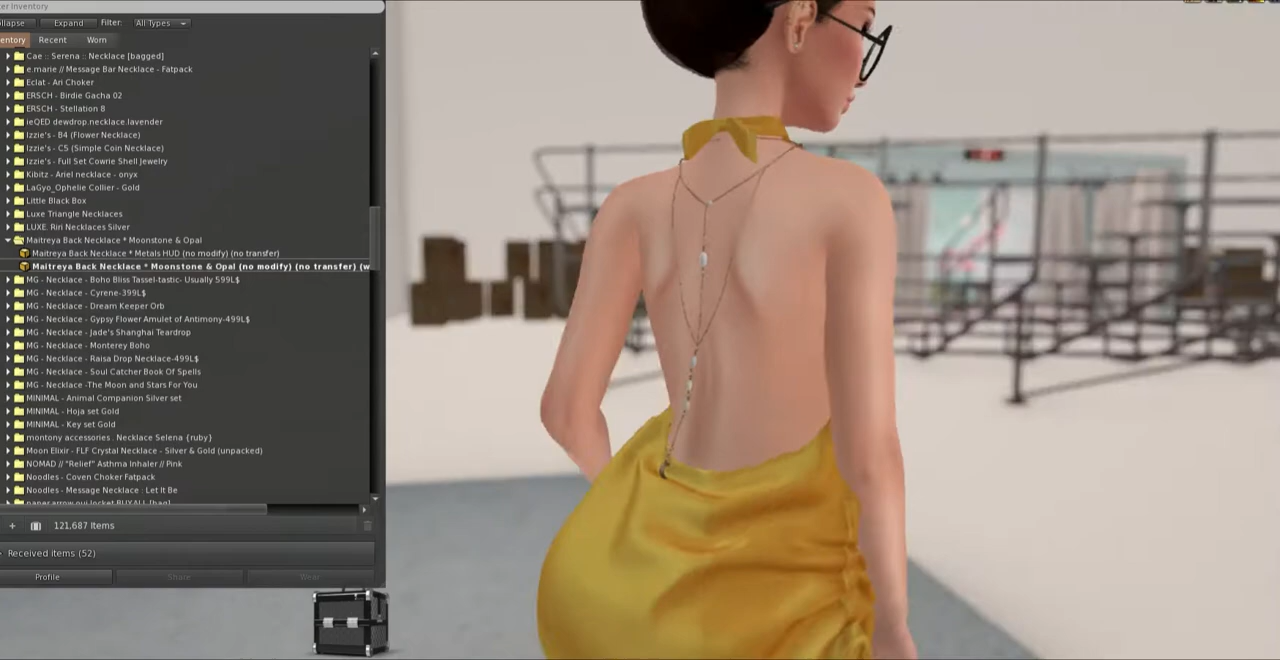 Inventory
Collapse Expand Filter: All Types
Inventory Recent Worn
Cae :: Serena :: Necklace [bagged]
e.marie // Message Bar Necklace - Fatpack
Eclat - Ari Choker
ERSCH - Birdie Gacha 02
ERSCH - Stellation 8
ieQED dewdrop.necklace.lavender
Izzie's - B4 (Flower Necklace)
Izzie's - C5 (Simple Coin Necklace)
Izzie's - Full Set Cowrie Shell Jewelry
Kibitz - Ariel necklace - onyx
LaGyo_Ophelie Collier - Gold
Little Black Box
Luxe Triangle Necklaces
LUXE. Riri Necklaces Silver
Maitreya Back Necklace * Moonstone & Opal
Maitreya Back Necklace * Metals HUD (no modify) (no transfer)
Maitreya Back Necklace * Moonstone & Opal (no modify) (no transfer) (w
MG - Necklace - Boho Bliss Tassel-tastic- Usually 599L$
MG - Necklace - Cyrene-399L$
MG - Necklace - Dream Keeper Orb
MG - Necklace - Gypsy Flower Amulet of Antimony-499L$
MG - Necklace - Jade's Shanghai Teardrop
MG - Necklace - Monterey Boho
MG - Necklace - Raisa Drop Necklace-499L$
MG - Necklace - Soul Catcher Book Of Spells
MG - Necklace -The Moon and Stars For You
MINIMAL - Animal Companion Silver set
MINIMAL - Hoja set Gold
MINIMAL - Key set Gold
montony accessories . Necklace Selena {ruby}
Moon Elixir - FLF Crystal Necklace - Silver & Gold (unpacked)
NOMAD // "Relief" Asthma Inhaler // Pink
Noodles - Coven Choker Fatpack
Noodles - Message Necklace : Let It Be
121,687 Items
Received items (52)
Profile Share Wear